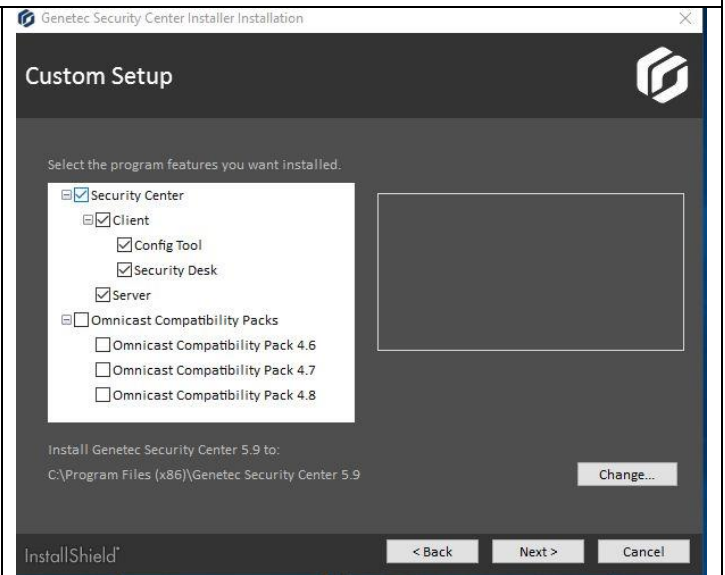 Genetec Security Center Installer Installation
Custom Setup
Select the program features you want installed.
Security Center
Client
Config Tool
Security Desk
Server
Omnicast Compatibility Packs
Omnicast Compatibility Pack 4.6
Omnicast Compatibility Pack 4.7
Omnicast Compatibility Pack 4.8
Install Genetec Security Center 5.9 to:
C:\Program Files (x86)\Genetec Security Center 5.9
Change...
InstallShield®
< Back Next > Cancel